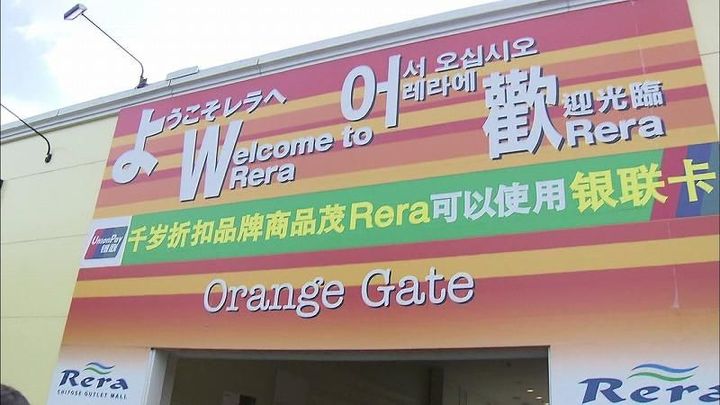 ようこそレラへ
Welcome to
Rera
어서 오십시오
레라에
歡迎光臨
Rera
UnionPay
银联
千岁折扣品牌商品茂Rera可以使用银联卡
Orange Gate
Rera
CHITOSE OUTLET MALL
Rera